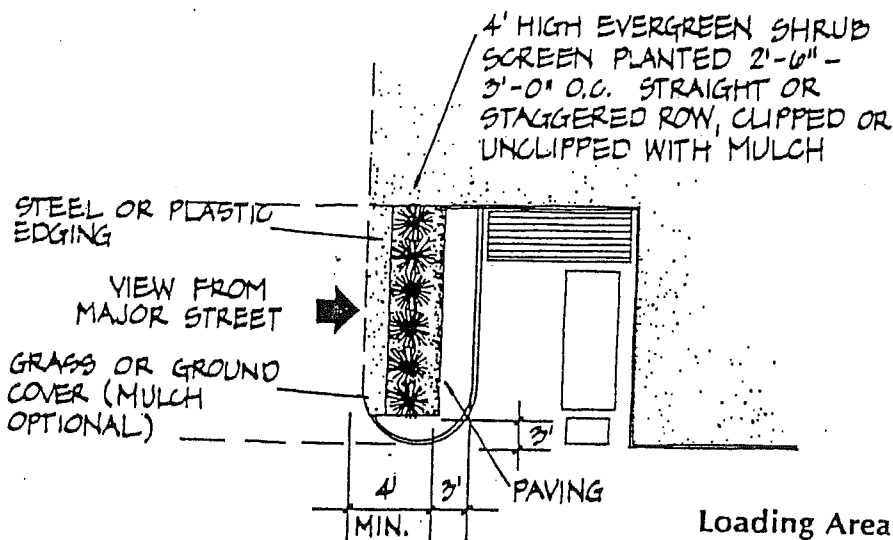 4' HIGH EVERGREEN SHRUB
SCREEN PLANTED 2'-6"-
3'-0" O.C. STRAIGHT OR
STAGGERED ROW, CLIPPED OR
UNCLIPPED WITH MULCH
STEEL OR PLASTIC
EDGING
VIEW FROM
MAJOR STREET
GRASS OR GROUND
COVER (MULCH
OPTIONAL)
3'
4'
3'
PAVING
MIN.
Loading Area